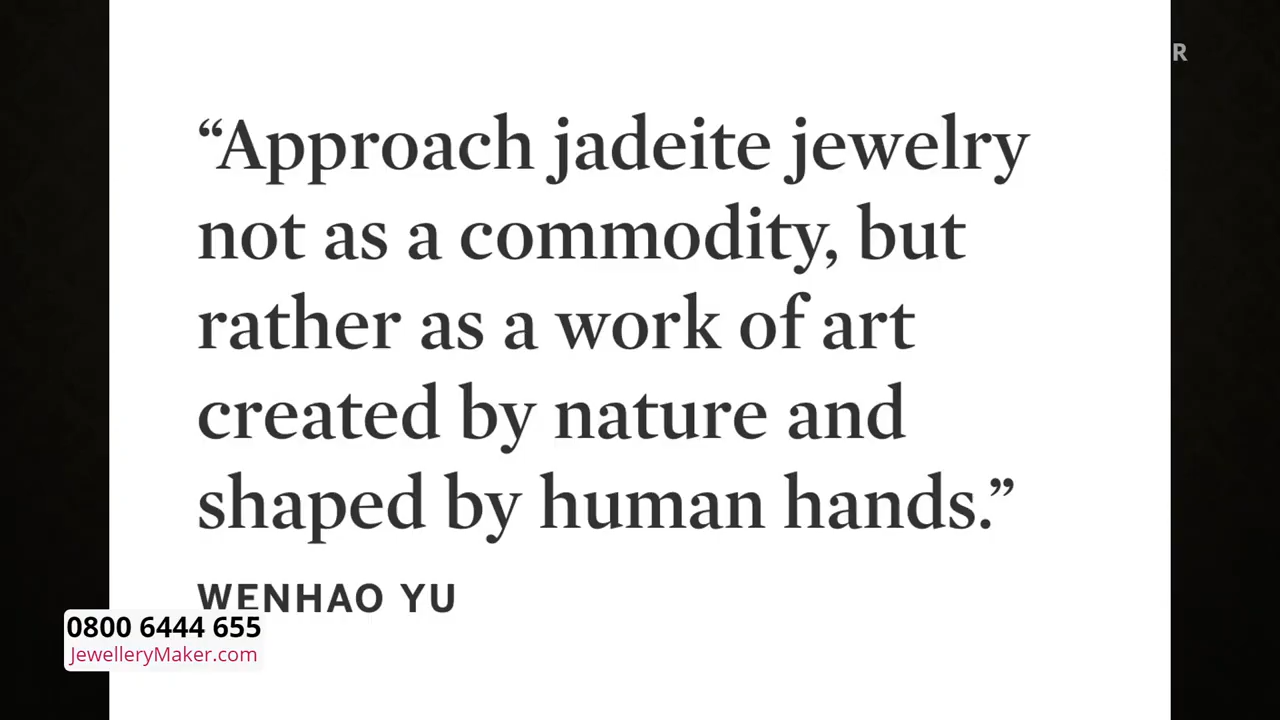 R
“Approach jadeite jewelry
not as a commodity, but
rather as a work of art
created by nature and
shaped by human hands.”
WENHAO YU
0800 6444 655
JewelleryMaker.com